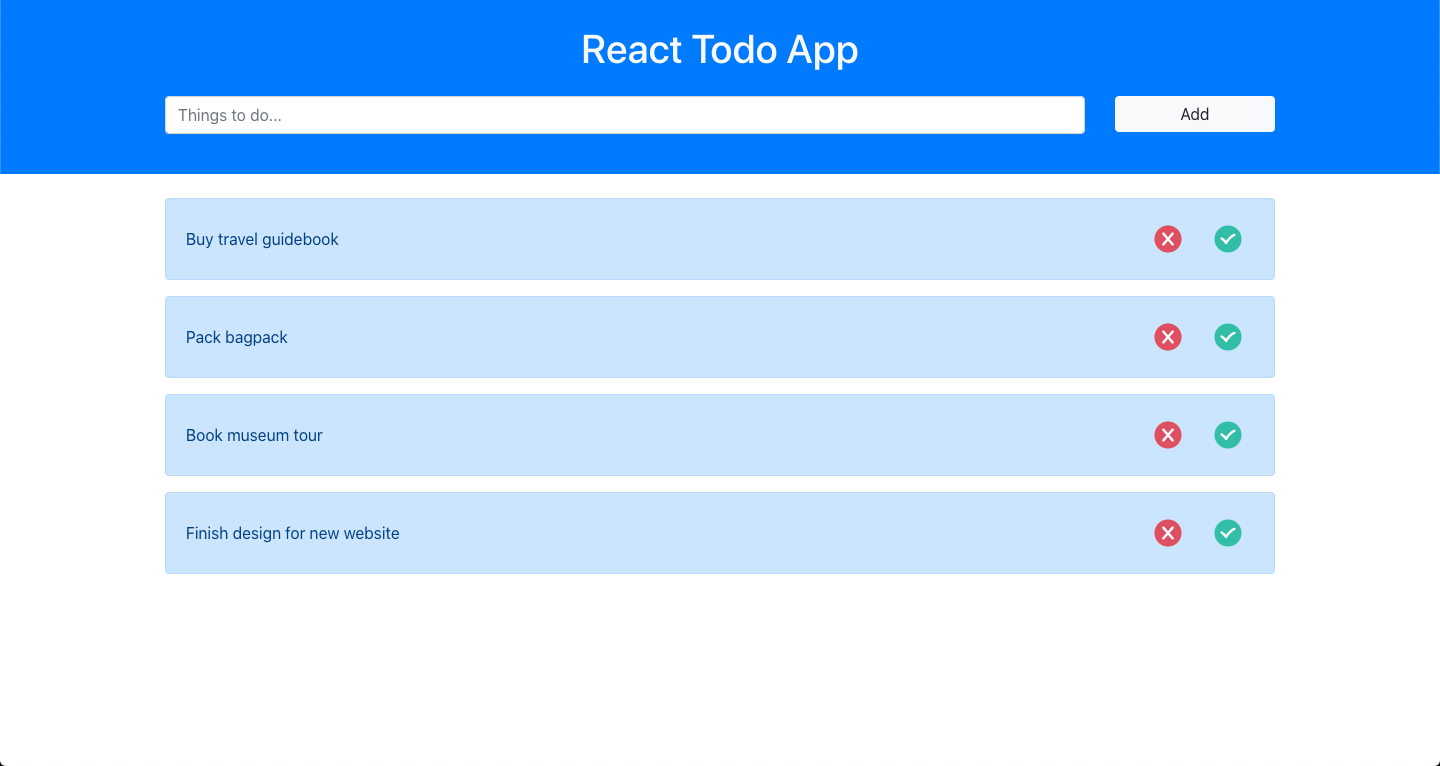 React Todo App
Things to do...
Add
Buy travel guidebook
Pack bagpack
Book museum tour
Finish design for new website